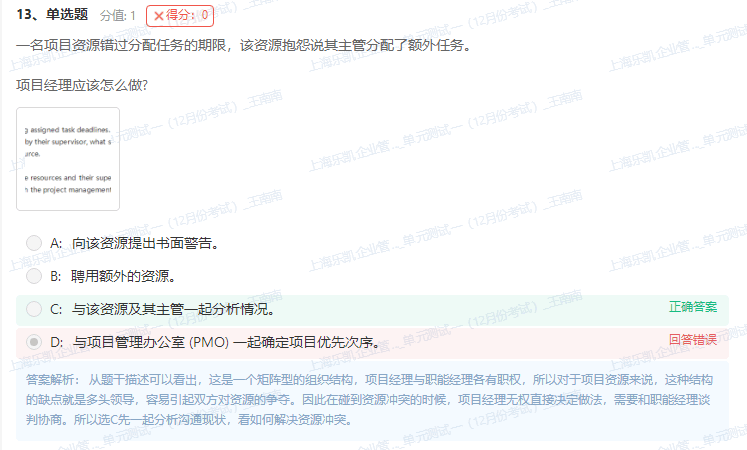 13、单选题 分值: 1 ✕得分：0
一名项目资源错过分配任务的期限，该资源抱怨说其主管分配了额外任务。
项目经理应该怎么做?
g assigned task deadlines.
by their supervisor, what s
urce.
e resources and their supe
n the project management
A: 向该资源提出书面警告。
B: 聘用额外的资源。
C: 与该资源及其主管一起分析情况。 正确答案
D: 与项目管理办公室 (PMO) 一起确定项目优先次序。 回答错误
答案解析： 从题干描述可以看出，这是一个矩阵型的组织结构，项目经理与职能经理各有职权，所以对于项目资源来说，这种结构
的缺点就是多头领导，容易引起双方对资源的争夺。因此在碰到资源冲突的时候，项目经理无权直接决定做法，需要和职能经理谈
判协商。所以选C先一起分析沟通现状，看如何解决资源冲突。
上海乐凯企业管..._单元测试一（12月份考试）_王南南